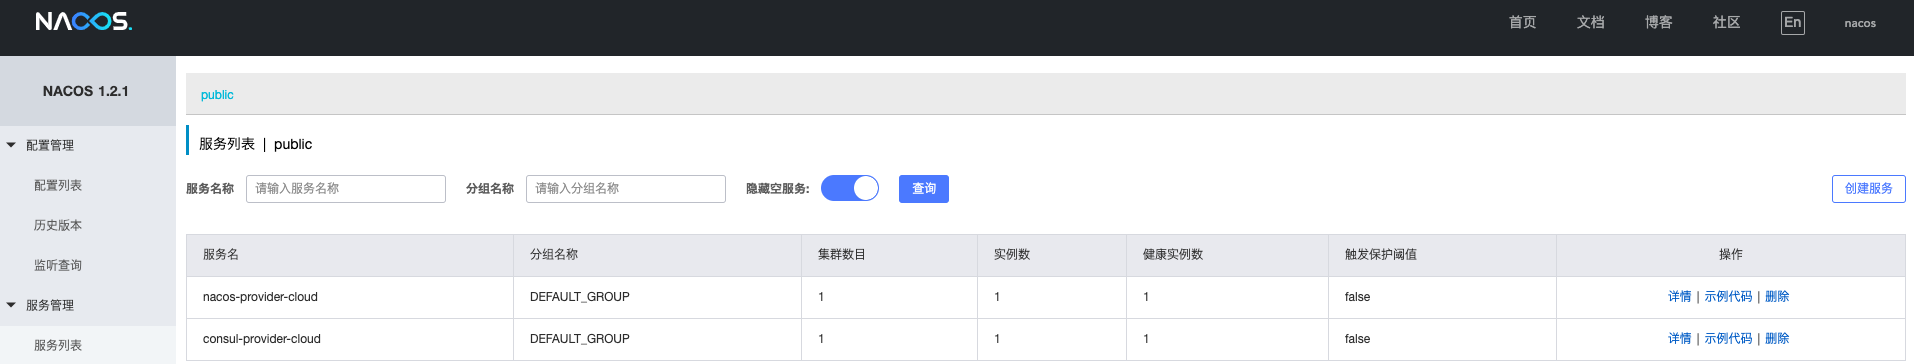 NACOS.
首页 文档 博客 社区 En nacos
NACOS 1.2.1
配置管理
配置列表
历史版本
监听查询
服务管理
服务列表
public
服务列表 | public
服务名称 请输入服务名称 分组名称 请输入分组名称 隐藏空服务: 查询 创建服务
服务名 分组名称 集群数目 实例数 健康实例数 触发保护阈值 操作
nacos-provider-cloud DEFAULT_GROUP 1 1 1 false 详情 | 示例代码 | 删除
consul-provider-cloud DEFAULT_GROUP 1 1 1 false 详情 | 示例代码 | 删除